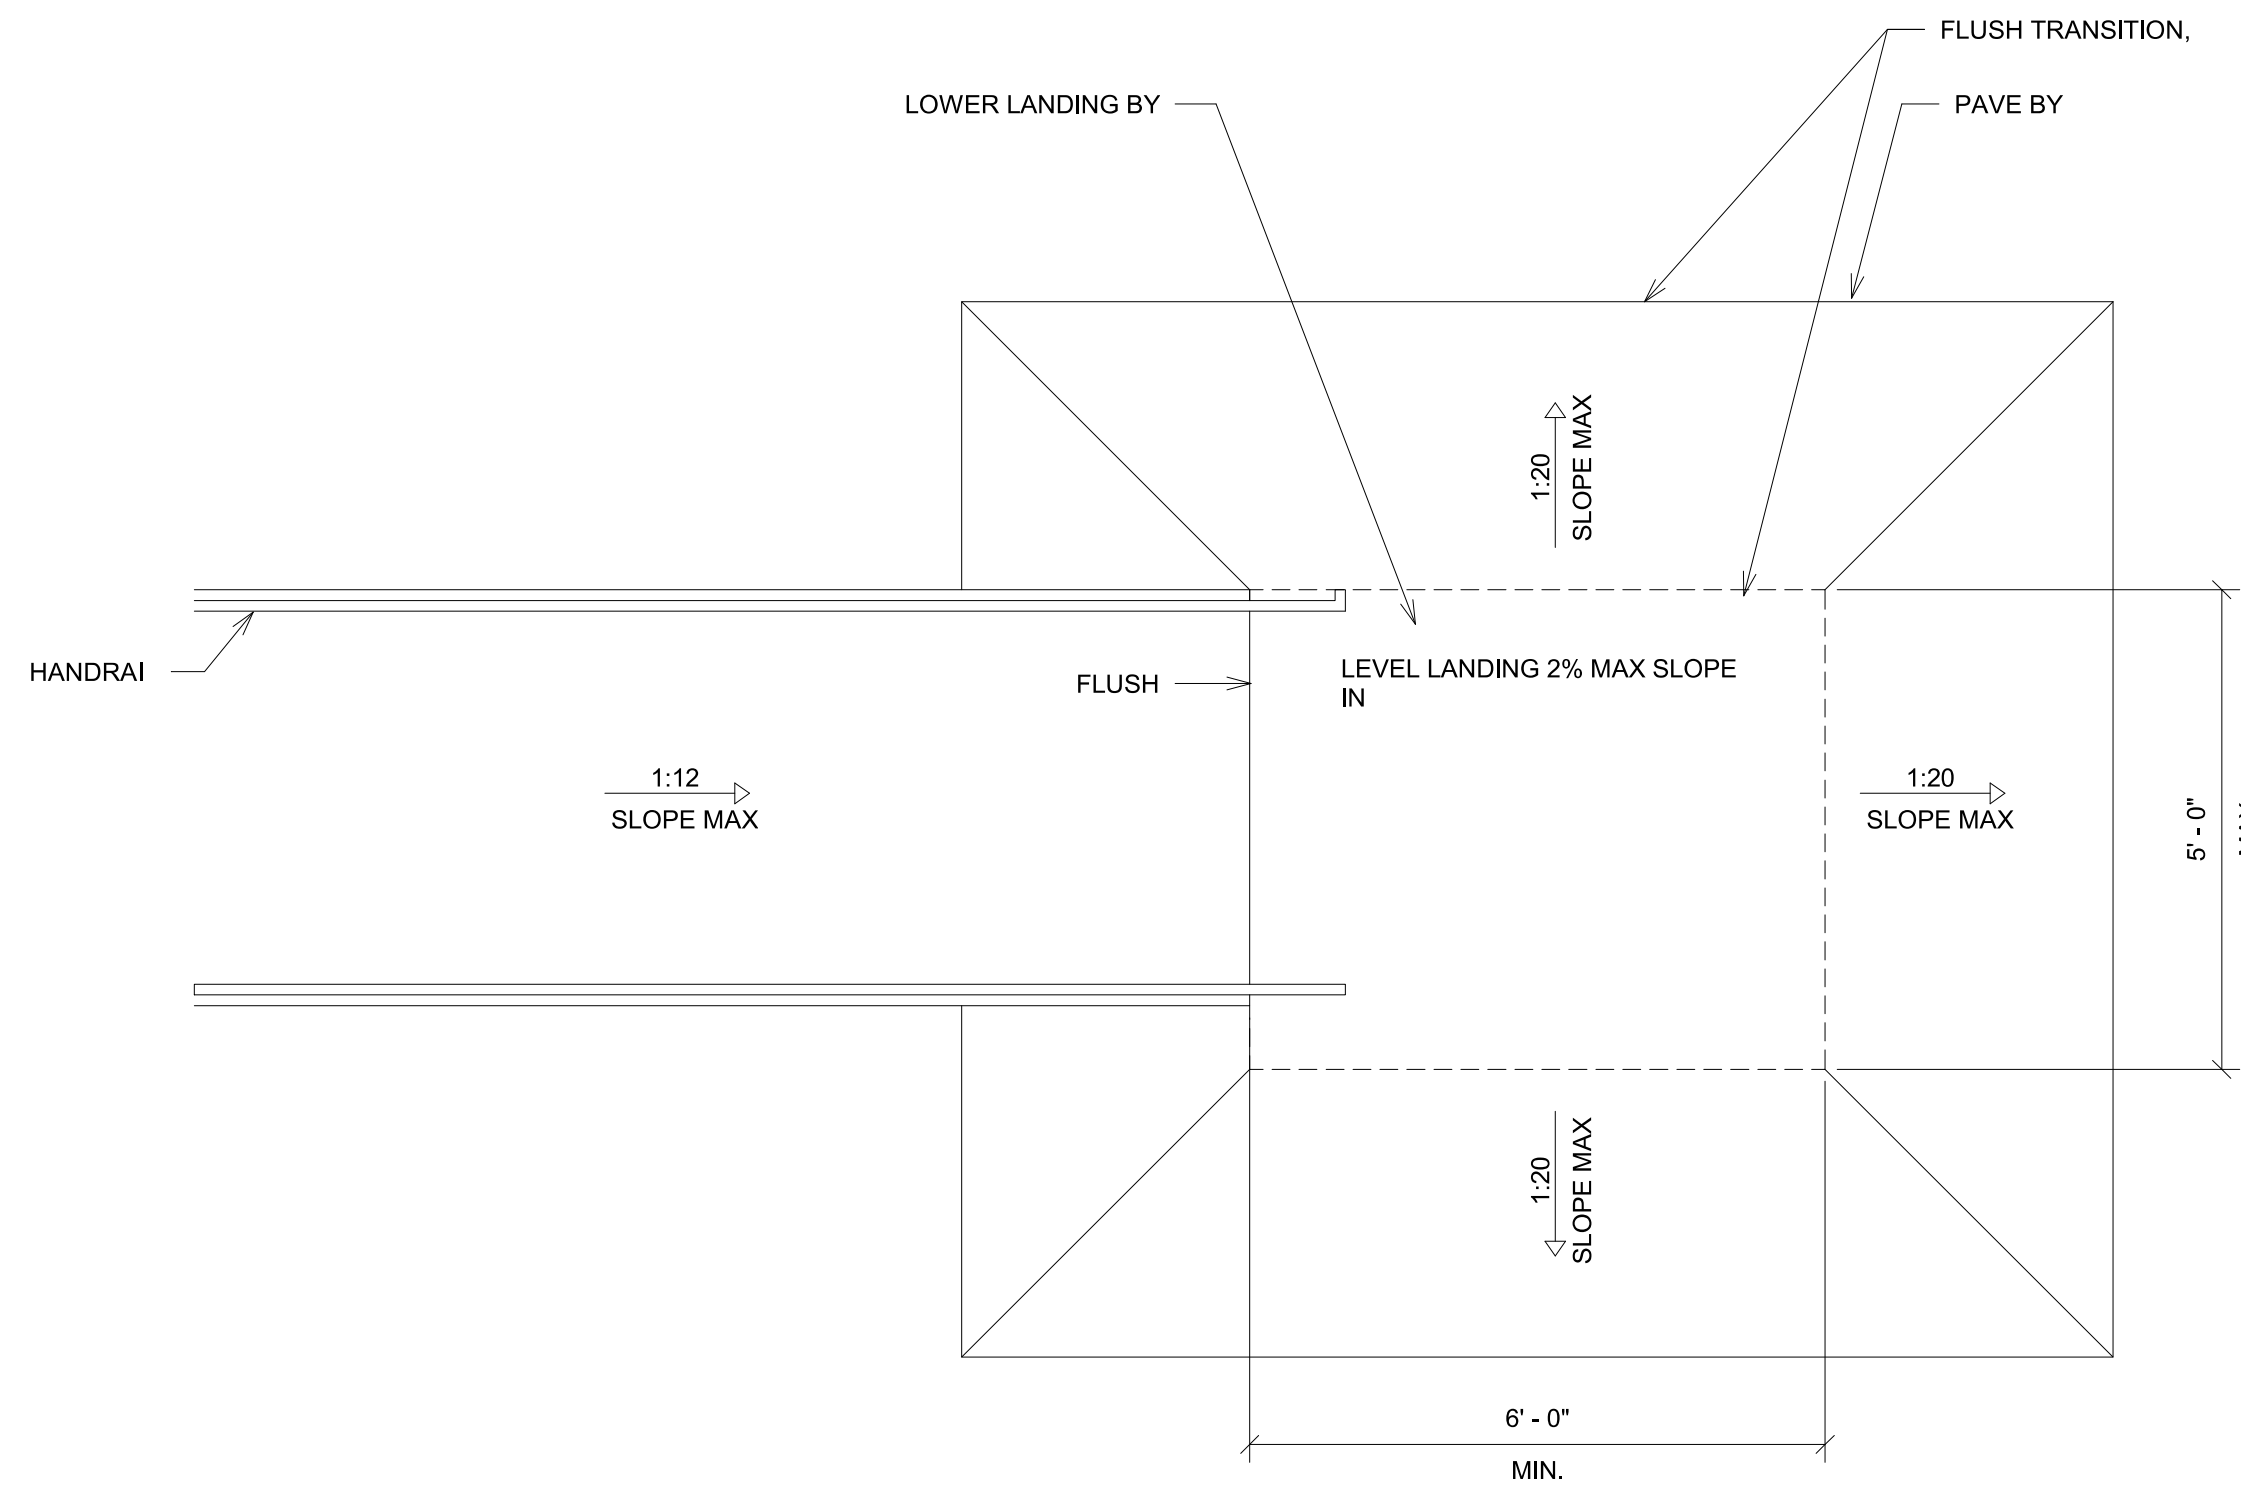 FLUSH TRANSITION,
LOWER LANDING BY
PAVE BY
1:20
SLOPE MAX
HANDRAI
FLUSH
LEVEL LANDING 2% MAX SLOPE
IN
1:12
SLOPE MAX
1:20
SLOPE MAX
5' - 0"
1:20
SLOPE MAX
6' - 0"
MIN.